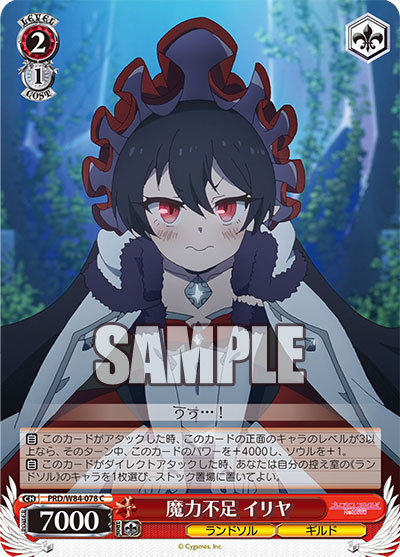 LEVEL
2
1
COST
SAMPLE
うぅ…!
自 このカードがアタックした時、このカードの正面のキャラのレベルが3以
上なら、そのターン中、このカードのパワーを+4000し、ソウルを+1。
自 このカードがダイレクトアタックした時、あなたは自分の控え室の《ラ
ンドソル》のキャラを1枚選び、ストック置場に置いてよい。
CH PRD/W84-078 C
POWER
7000
魔力不足 イリヤ
ランドソル
ギルド
© Cygames, Inc.